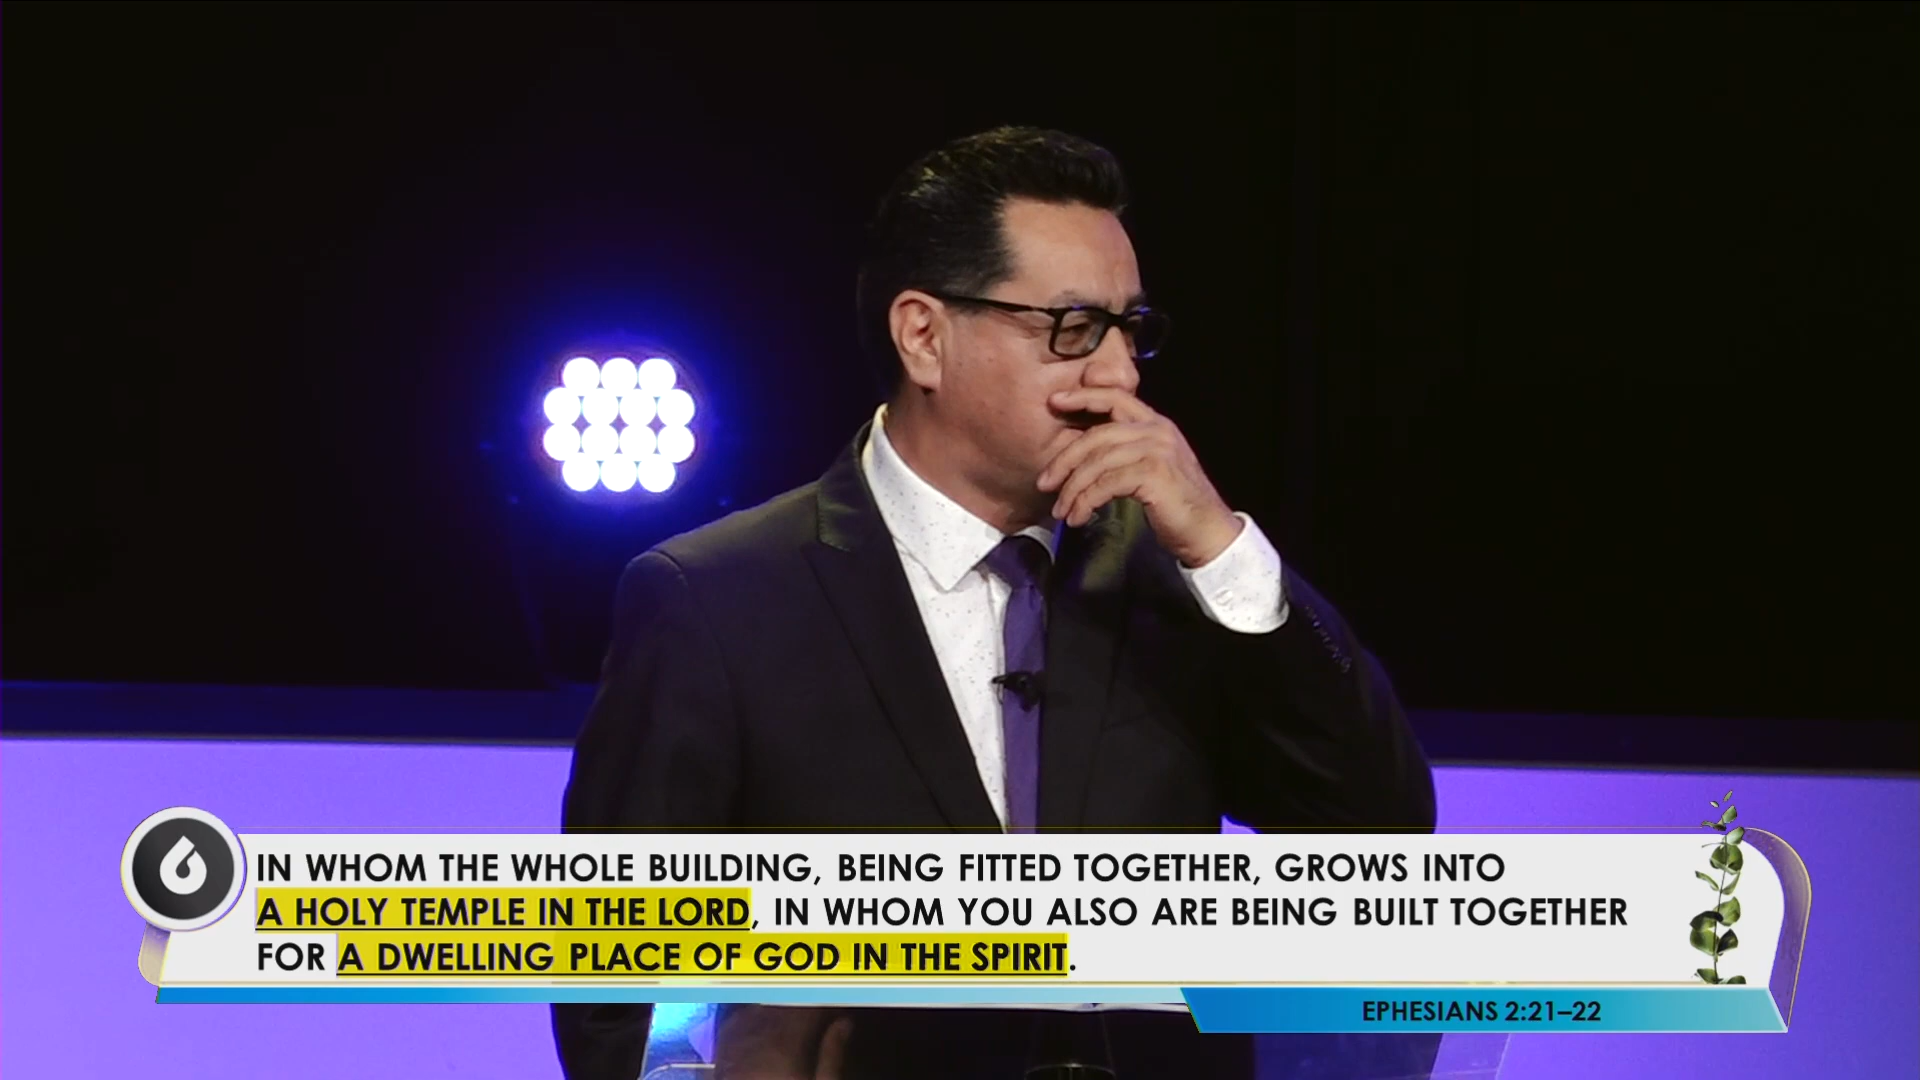 IN WHOM THE WHOLE BUILDING, BEING FITTED TOGETHER, GROWS INTO
A HOLY TEMPLE IN THE LORD, IN WHOM YOU ALSO ARE BEING BUILT TOGETHER
FOR A DWELLING PLACE OF GOD IN THE SPIRIT.
EPHESIANS 2:21–22